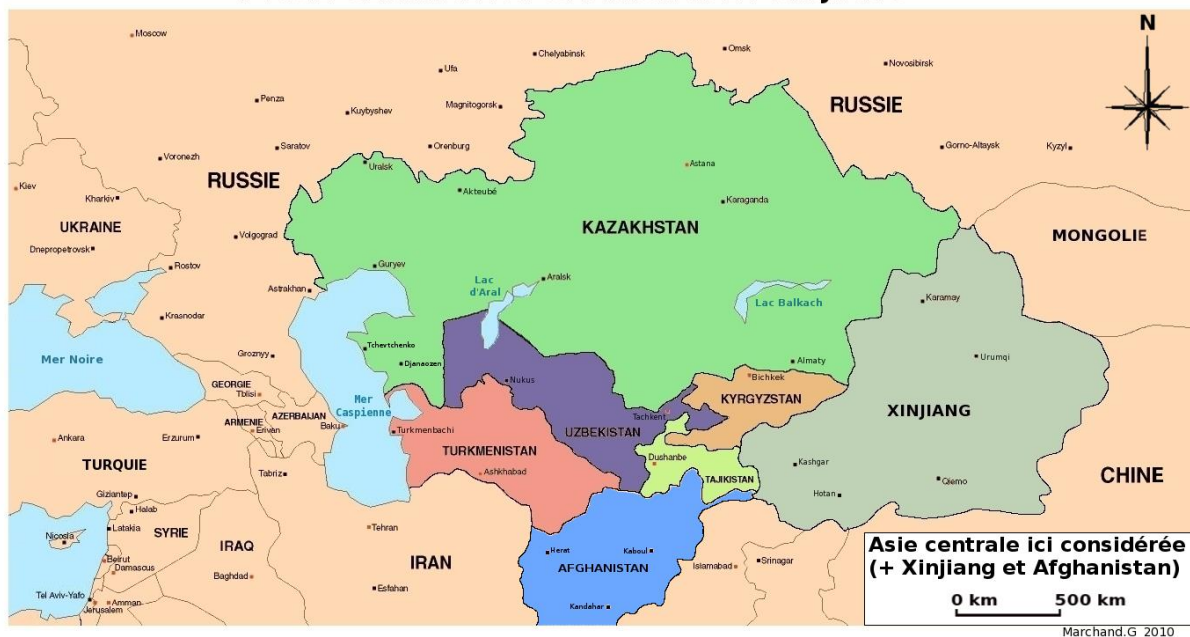 N
Moscow
Chelyabinsk
Omsk
Novosibirsk
Ufa
Penza
Kuybyshev
Magnitogorsk
RUSSIE
Voronezh
Saratov
Orenburg
Gorno-Altaysk
Kyzyl
Uralsk
Astana
RUSSIE
Kiev
Kharkiv
Akteubé
Karaganda
UKRAINE
KAZAKHSTAN
MONGOLIE
Dnepropetrovsk
Volgograd
Rostov
Guryev
Lac
d'Aral
Aralsk
Astrakhan
Lac Balkach
Karamay
Krasnodar
Mer Noire
Groznyy
Tchevtchenko
Djanaozen
Almaty
Urumqi
GEORGIE
Tblisi
Nukus
Bichkek
Mer
Caspienne
KYRGYZSTAN
XINJIANG
ARMENIE
AZERBAIJAN
Erivan
Baku
Turkmenbachi
Tachkent
UZBEKISTAN
Ankara
Erzurum
TURKMENISTAN
Dushanbe
TURQUIE
Tabriz
Ashkhabad
TAJIKISTAN
Kashgar
CHINE
Giziantep
Halab
Hotan
Qiemo
Latakia
SYRIE
Nicosia
Tehran
IRAQ
Herat
Kaboul
Beirut
Damascus
IRAN
AFGHANISTAN
Islamabad
Srinagar
Baghdad
Esfahan
Tel Aviv-Yafo
Amman
Jerusalem
Kandahar
Asie centrale ici considérée
(+ Xinjiang et Afghanistan)
0 km 500 km
Marchand.G 2010